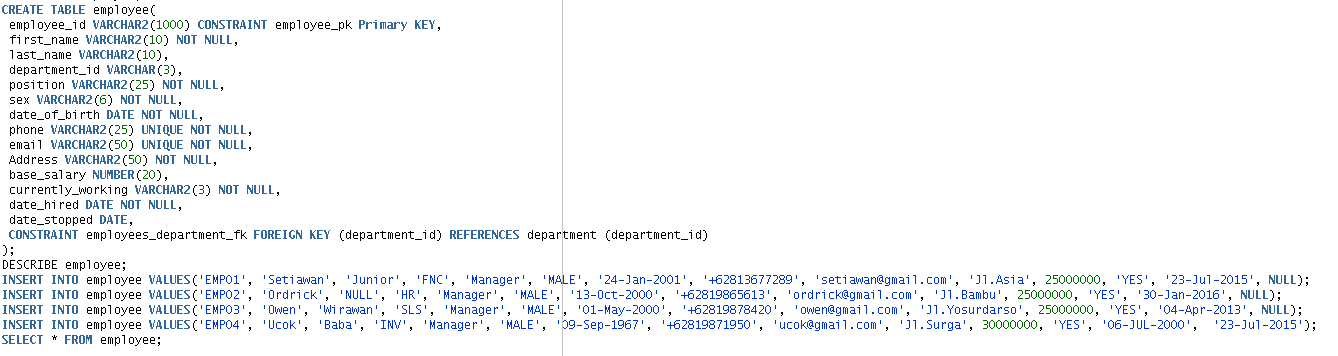 CREATE TABLE employee(
employee_id VARCHAR2(1000) CONSTRAINT employee_pk Primary KEY,
first_name VARCHAR2(10) NOT NULL,
last_name VARCHAR2(10),
department_id VARCHAR(3),
position VARCHAR2(25) NOT NULL,
sex VARCHAR2(6) NOT NULL,
date_of_birth DATE NOT NULL,
phone VARCHAR2(25) UNIQUE NOT NULL,
email VARCHAR2(50) UNIQUE NOT NULL,
Address VARCHAR2(50) NOT NULL,
base_salary NUMBER(20),
currently_working VARCHAR2(3) NOT NULL,
date_hired DATE NOT NULL,
date_stopped DATE,
CONSTRAINT employees_department_fk FOREIGN KEY (department_id) REFERENCES department (department_id)
);
DESCRIBE employee;
INSERT INTO employee VALUES('EMP01', 'Setiawan', 'Junior', 'FNC', 'Manager', 'MALE', '24-Jan-2001', '+62813677289', 'setiawan@gmail.com', 'Jl.Asia', 25000000, 'YES', '23-Jul-2015', NULL);
INSERT INTO employee VALUES('EMP02', 'Ordrick', 'NULL', 'HR', 'Manager', 'MALE', '13-Oct-2000', '+62819865613', 'ordrick@gmail.com', 'Jl.Bambu', 25000000, 'YES', '30-Jan-2016', NULL);
INSERT INTO employee VALUES('EMP03', 'Owen', 'Wirawan', 'SLS', 'Manager', 'MALE', '01-May-2000', '+62819878420', 'owen@gmail.com', 'Jl.Yosurdarso', 25000000, 'YES', '04-Apr-2013', NULL);
INSERT INTO employee VALUES('EMP04', 'Ucok', 'Baba', 'INV', 'Manager', 'MALE', '09-Sep-1967', '+62819871950', 'ucok@gmail.com', 'Jl.Surga', 30000000, 'YES', '06-JUL-2000', '23-Jul-2015');
SELECT * FROM employee;